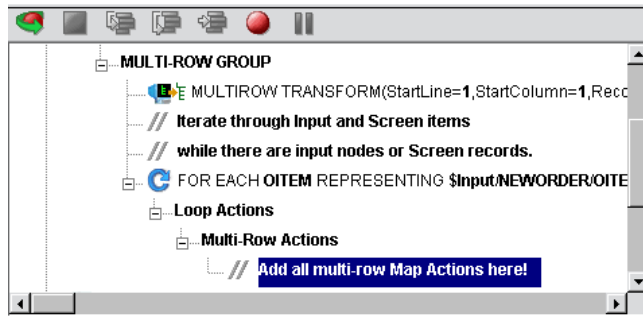 MULTI-ROW GROUP
MULTIROW TRANSFORM(StartLine=1,StartColumn=1,Reco
// Iterate through Input and Screen items
// while there are input nodes or Screen records.
FOR EACH OITEM REPRESENTING $Input/NEWORDER/OITE
Loop Actions
Multi-Row Actions
// Add all multi-row Map Actions here!